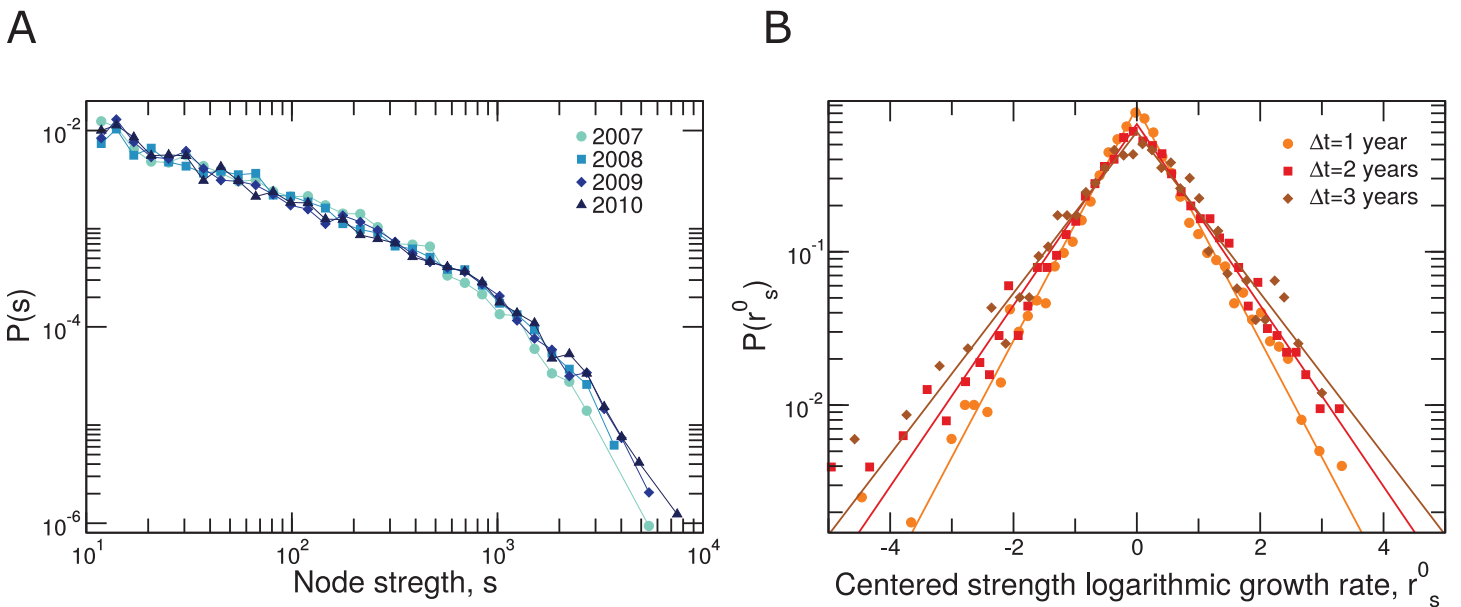 A
B
10^-2
10^-4
10^-6
P(s)
2007
2008
2009
2010
10^1
10^2
10^3
10^4
Node stregth, s
10^-1
10^-2
P(r^0_s)
Δt=1 year
Δt=2 years
Δt=3 years
-4
-2
0
2
4
Centered strength logarithmic growth rate, r^0_s